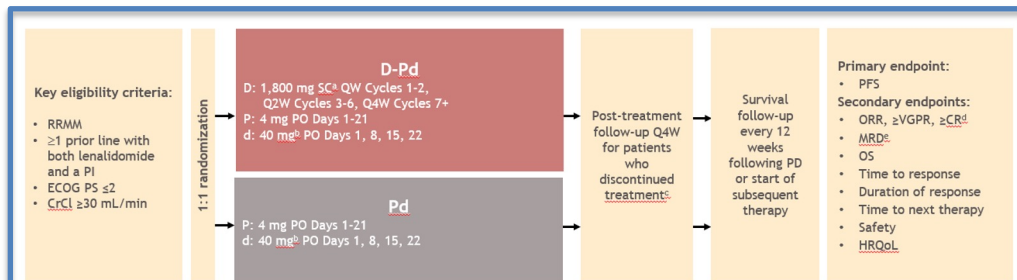 Key eligibility criteria:
• RRMM
• ≥1 prior line with
both lenalidomide
and a PI
• ECOG PS ≤2
• CrCl ≥30 mL/min
1:1 randomization
D-Pd
D: 1,800 mg SCᵃ QW Cycles 1-2,
Q2W Cycles 3-6, Q4W Cycles 7+
P: 4 mg PO Days 1-21
d: 40 mgᵇ PO Days 1, 8, 15, 22
Pd
P: 4 mg PO Days 1-21
d: 40 mgᵇ PO Days 1, 8, 15, 22
Post-treatment
follow-up Q4W
for patients
who
discontinued
treatmentᶜ
Survival
follow-up
every 12
weeks
following PD
or start of
subsequent
therapy
Primary endpoint:
• PFS
Secondary endpoints:
• ORR, ≥VGPR, ≥CRᵈ
• MRDᵉ
• OS
• Time to response
• Duration of response
• Time to next therapy
• Safety
• HRQoL